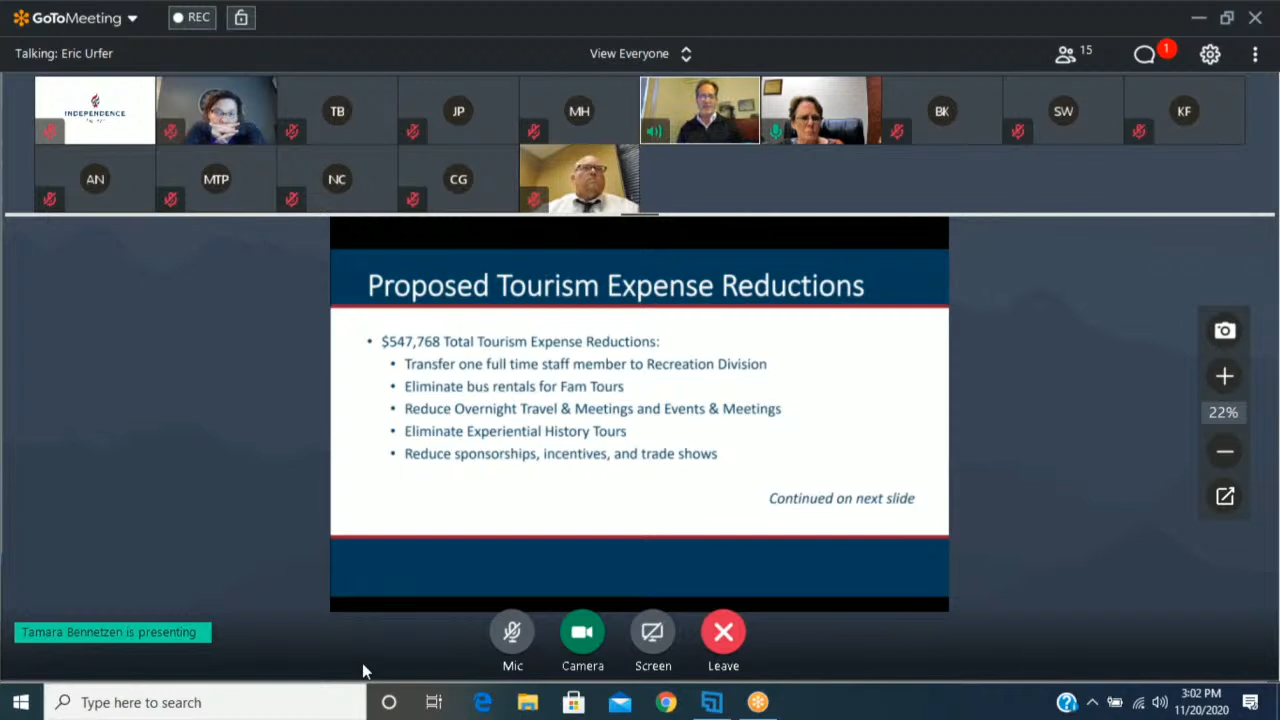 GoToMeeting
REC
Talking: Eric Urfer
View Everyone
15
1
INDEPENDENCE
TB
JP
MH
BK
SW
KF
AN
MTP
NC
CG
Proposed Tourism Expense Reductions
• $547,768 Total Tourism Expense Reductions:
• Transfer one full time staff member to Recreation Division
• Eliminate bus rentals for Fam Tours
• Reduce Overnight Travel & Meetings and Events & Meetings
• Eliminate Experiential History Tours
• Reduce sponsorships, incentives, and trade shows
Continued on next slide
22%
Tamara Bennetzen is presenting
Mic
Camera
Screen
Leave
Type here to search
3:02 PM
11/20/2020